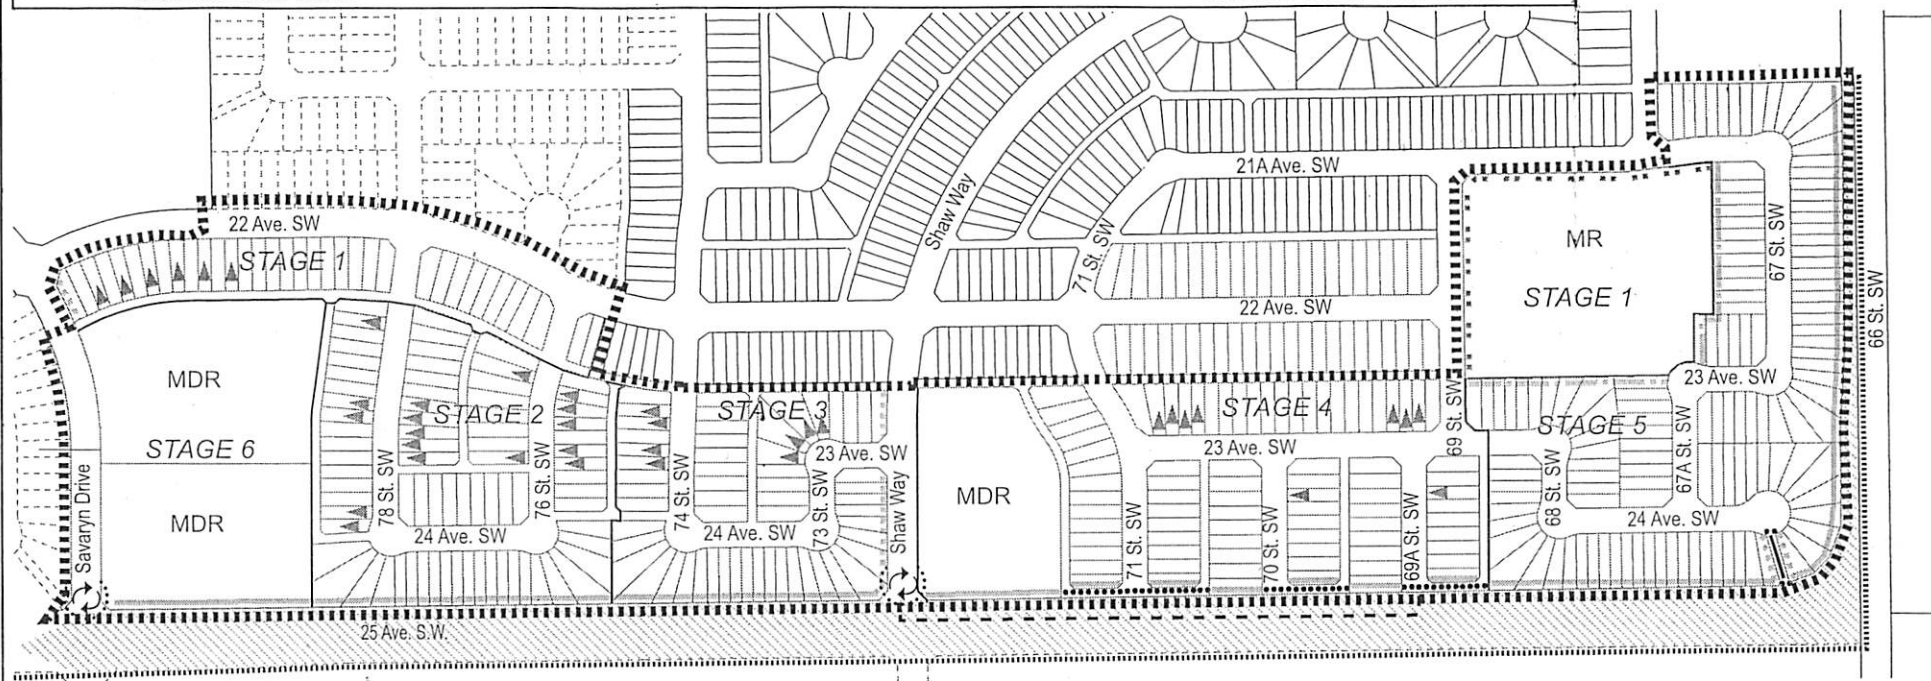 21A Ave. SW
Shaw Way
22 Ave. SW
STAGE 1
71 St. SW
MR
STAGE 1
67 St. SW
66 St. SW
22 Ave. SW
MDR
STAGE 6
STAGE 2
STAGE 3
STAGE 4
69 St. SW
23 Ave. SW
STAGE 5
23 Ave. SW
23 Ave. SW
Savaryn Drive
MDR
78 St. SW
76 St. SW
74 St. SW
73 St. SW
Shaw Way
MDR
71 St. SW
70 St. SW
69A St. SW
68 St. SW
67A St. SW
24 Ave. SW
24 Ave. SW
24 Ave. SW
25 Ave. S.W.